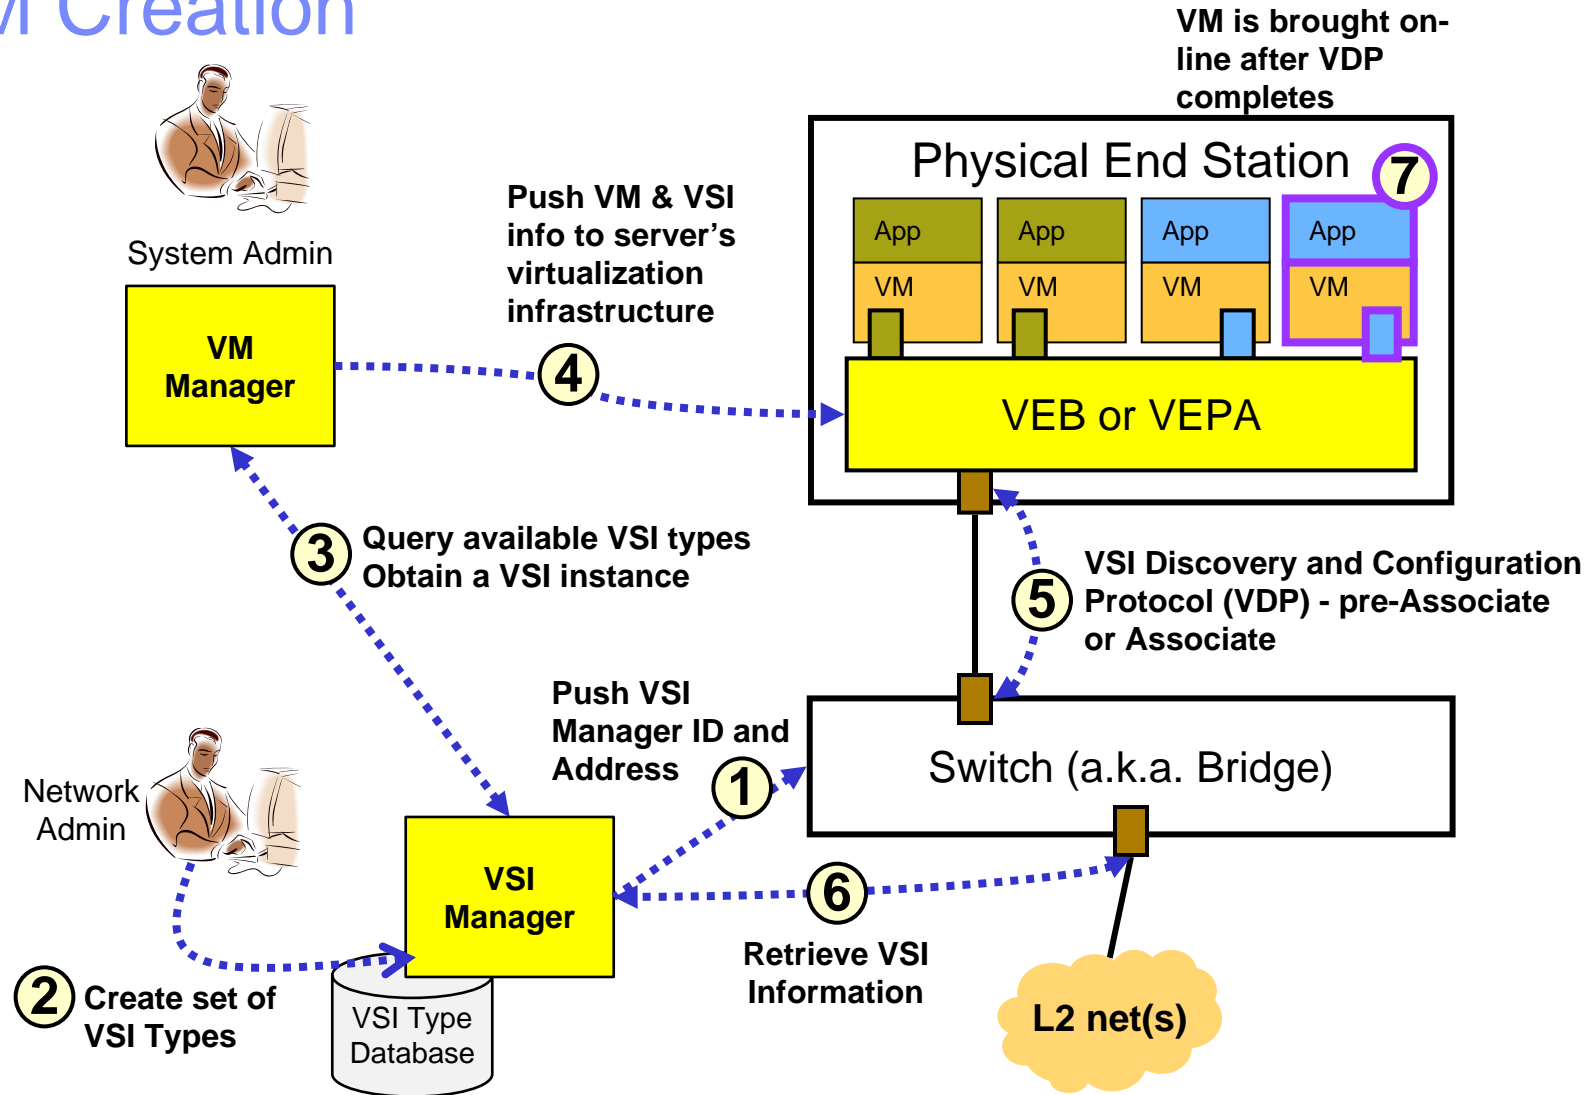 Creation
VM is brought on-
line after VDP
completes
Physical End Station
7
Push VM & VSI
info to server's
virtualization
infrastructure
App
App
App
App
VM
VM
VM
VM
System Admin
VM
Manager
4
VEB or VEPA
3
Query available VSI types
Obtain a VSI instance
5
VSI Discovery and Configuration
Protocol (VDP) - pre-Associate
or Associate
Push VSI
Manager ID and
Address
1
Switch (a.k.a. Bridge)
Network
Admin
VSI
Manager
6
Retrieve VSI
Information
2
Create set of
VSI Types
VSI Type
Database
L2 net(s)